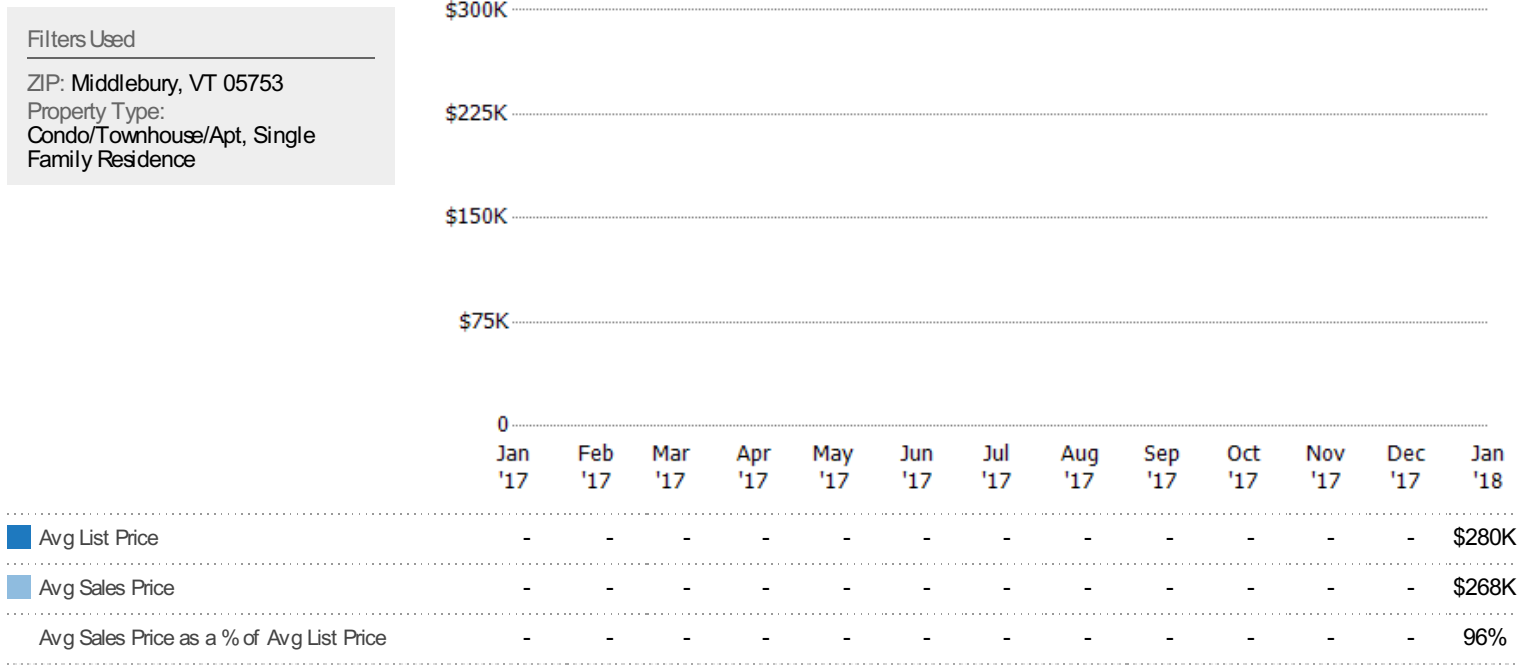 Filters Used
ZIP: Middlebury, VT 05753
Property Type:
Condo/Townhouse/Apt, Single
Family Residence
$300K
$225K
$150K
$75K
0
Jan Feb Mar Apr May Jun Jul Aug Sep Oct Nov Dec Jan
'17 '17 '17 '17 '17 '17 '17 '17 '17 '17 '17 '17 '18
Avg List Price - - - - - - - - - - - - $280K
Avg Sales Price - - - - - - - - - - - - $268K
Avg Sales Price as a % of Avg List Price - - - - - - - - - - - - 96%